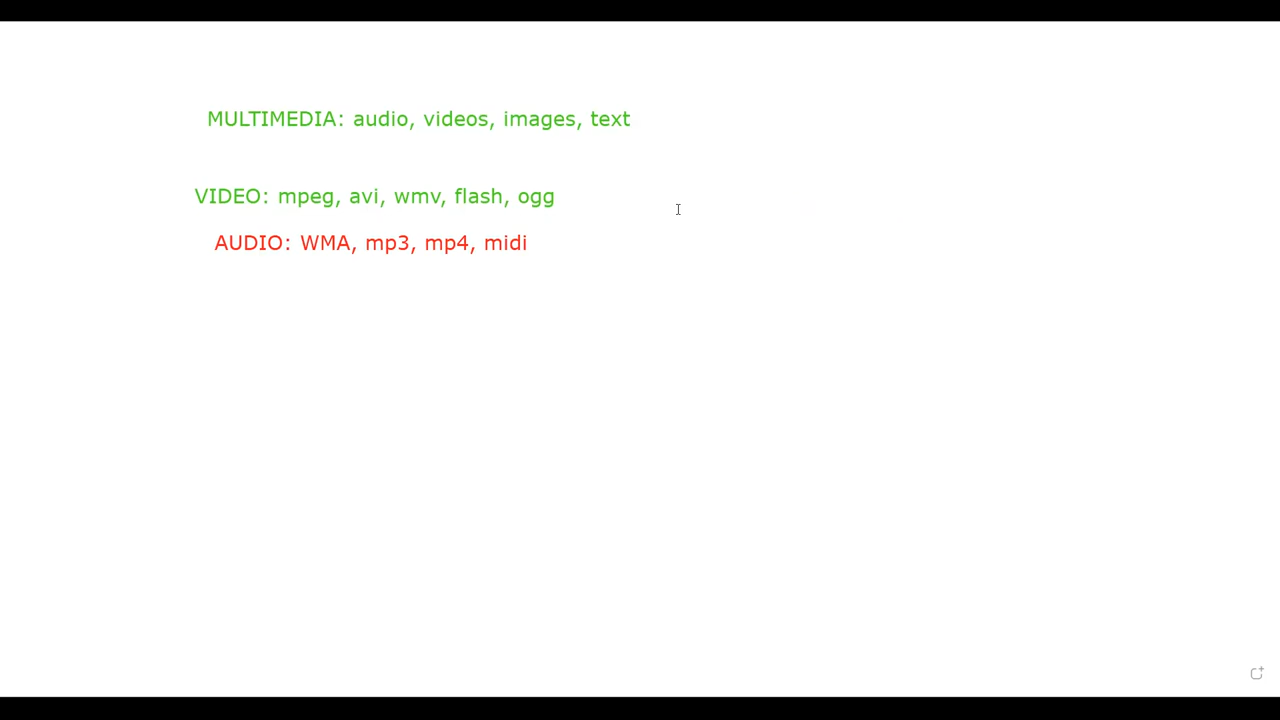 MULTIMEDIA: audio, videos, images, text
VIDEO: mpeg, avi, wmv, flash, ogg
AUDIO: WMA, mp3, mp4, midi